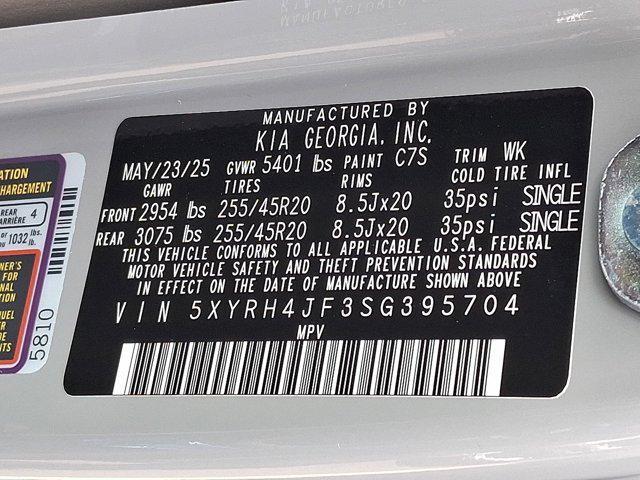 MANUFACTURED BY
KIA GEORGIA, INC.
MAY/23/25 GVWR 5401 lbs PAINT C7S TRIM WK
GAWR TIRES RIMS COLD TIRE INFL
FRONT 2954 lbs 255/45R20 8.5Jx20 35psi SINGLE
REAR 3075 lbs 255/45R20 8.5Jx20 35psi SINGLE
THIS VEHICLE CONFORMS TO ALL APPLICABLE U.S.A. FEDERAL
MOTOR VEHICLE SAFETY AND THEFT PREVENTION STANDARDS
IN EFFECT ON THE DATE OF MANUFACTURE SHOWN ABOVE
VIN 5XYRH4JF3SG395704
MPV
REAR 4
or 1032 lbs.
lb.
FOR
5810